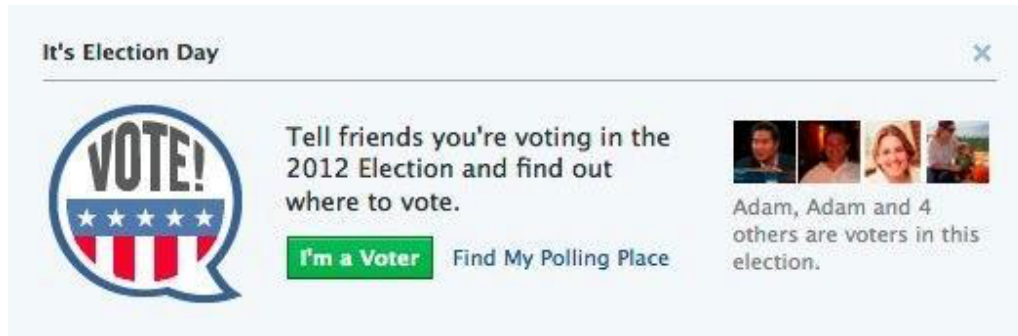 It's Election Day
VOTE!
Tell friends you're voting in the
2012 Election and find out
where to vote.
I'm a Voter
Find My Polling Place
Adam, Adam and 4
others are voters in this
election.